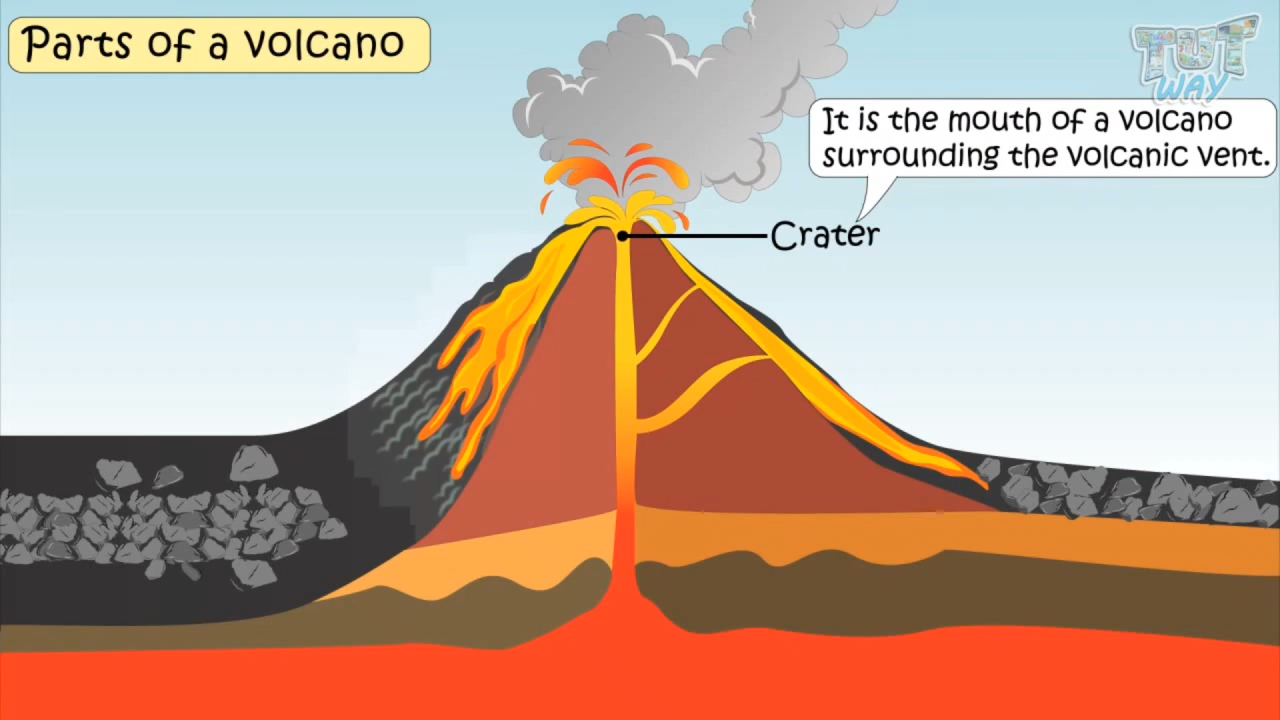 Parts of a volcano
TUT
WAY
It is the mouth of a volcano
surrounding the volcanic vent.
Crater